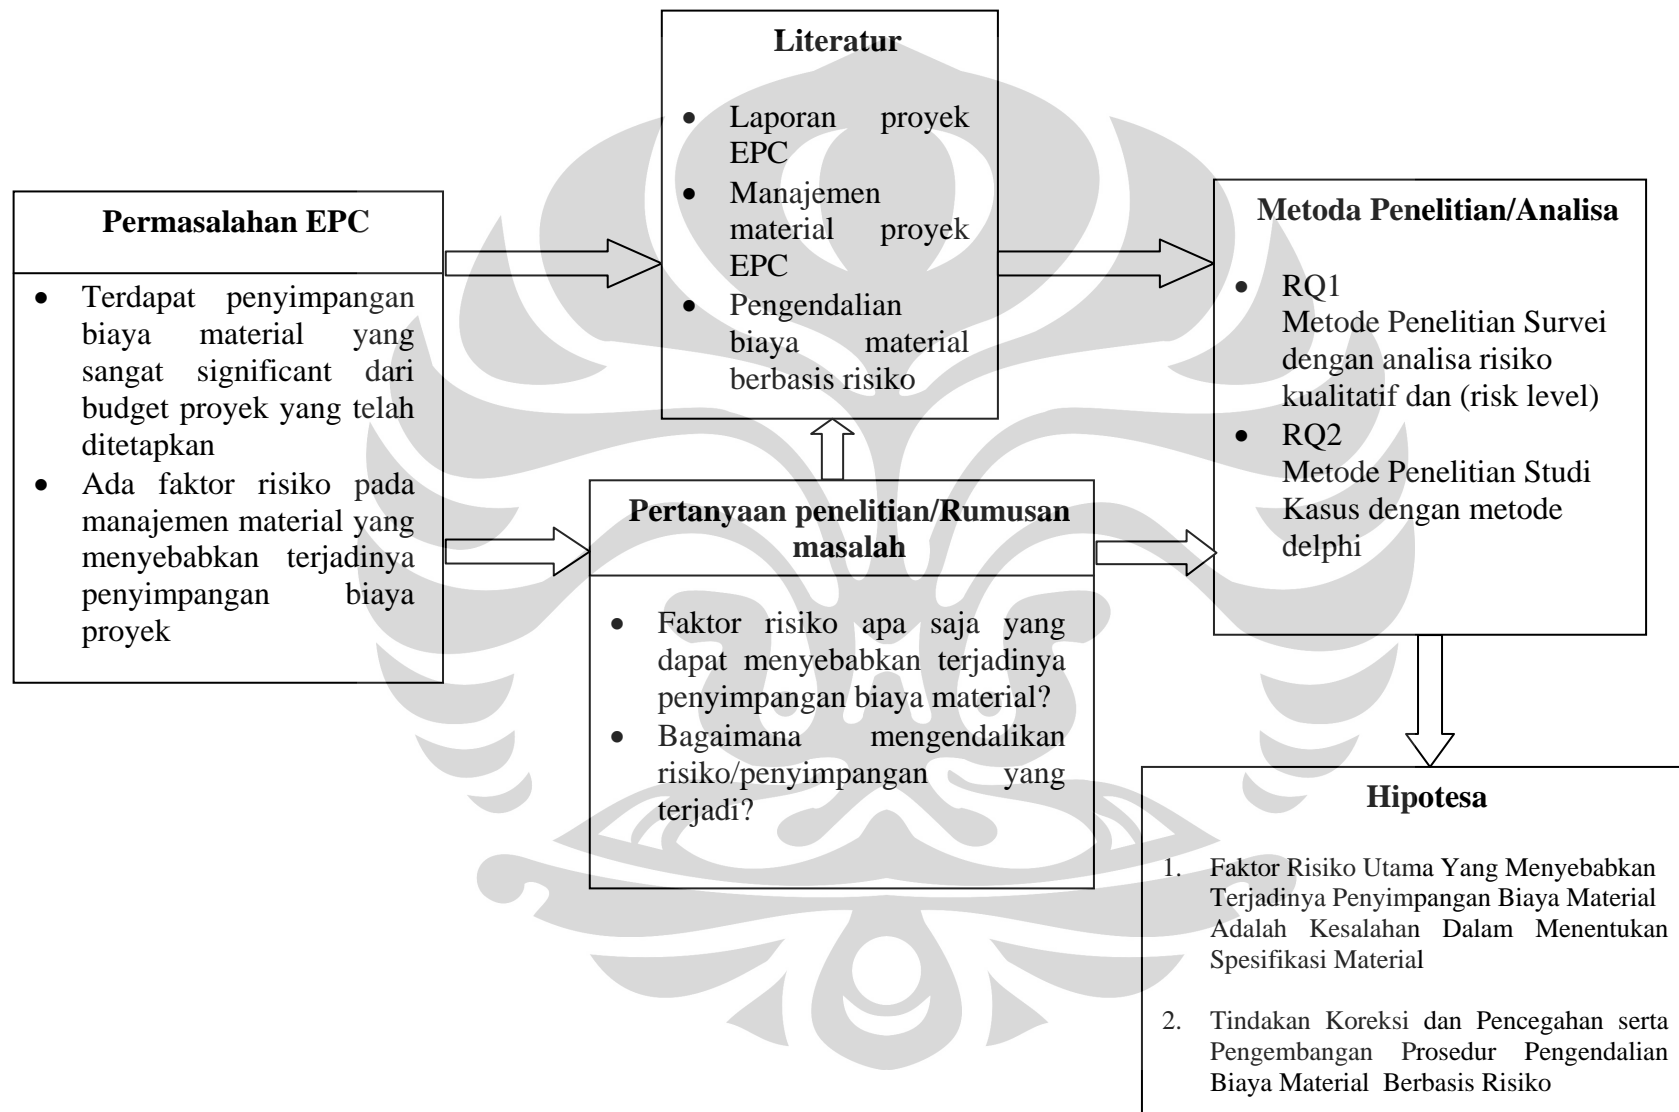 Permasalahan EPC
• Terdapat penyimpangan
biaya material yang
sangat significant dari
budget proyek yang telah
ditetapkan
• Ada faktor risiko pada
manajemen material yang
menyebabkan terjadinya
penyimpangan biaya
proyek
Literatur
• Laporan proyek
EPC
• Manajemen
material proyek
EPC
• Pengendalian
biaya material
berbasis risiko
Pertanyaan penelitian/Rumusan
masalah
• Faktor risiko apa saja yang
dapat menyebabkan terjadinya
penyimpangan biaya material?
• Bagaimana mengendalikan
risiko/penyimpangan yang
terjadi?
Metoda Penelitian/Analisa
• RQ1
Metode Penelitian Survei
dengan analisa risiko
kualitatif dan (risk level)
• RQ2
Metode Penelitian Studi
Kasus dengan metode
delphi
Hipotesa
1. Faktor Risiko Utama Yang Menyebabkan
Terjadinya Penyimpangan Biaya Material
Adalah Kesalahan Dalam Menentukan
Spesifikasi Material
2. Tindakan Koreksi dan Pencegahan serta
Pengembangan Prosedur Pengendalian
Biaya Material Berbasis Risiko